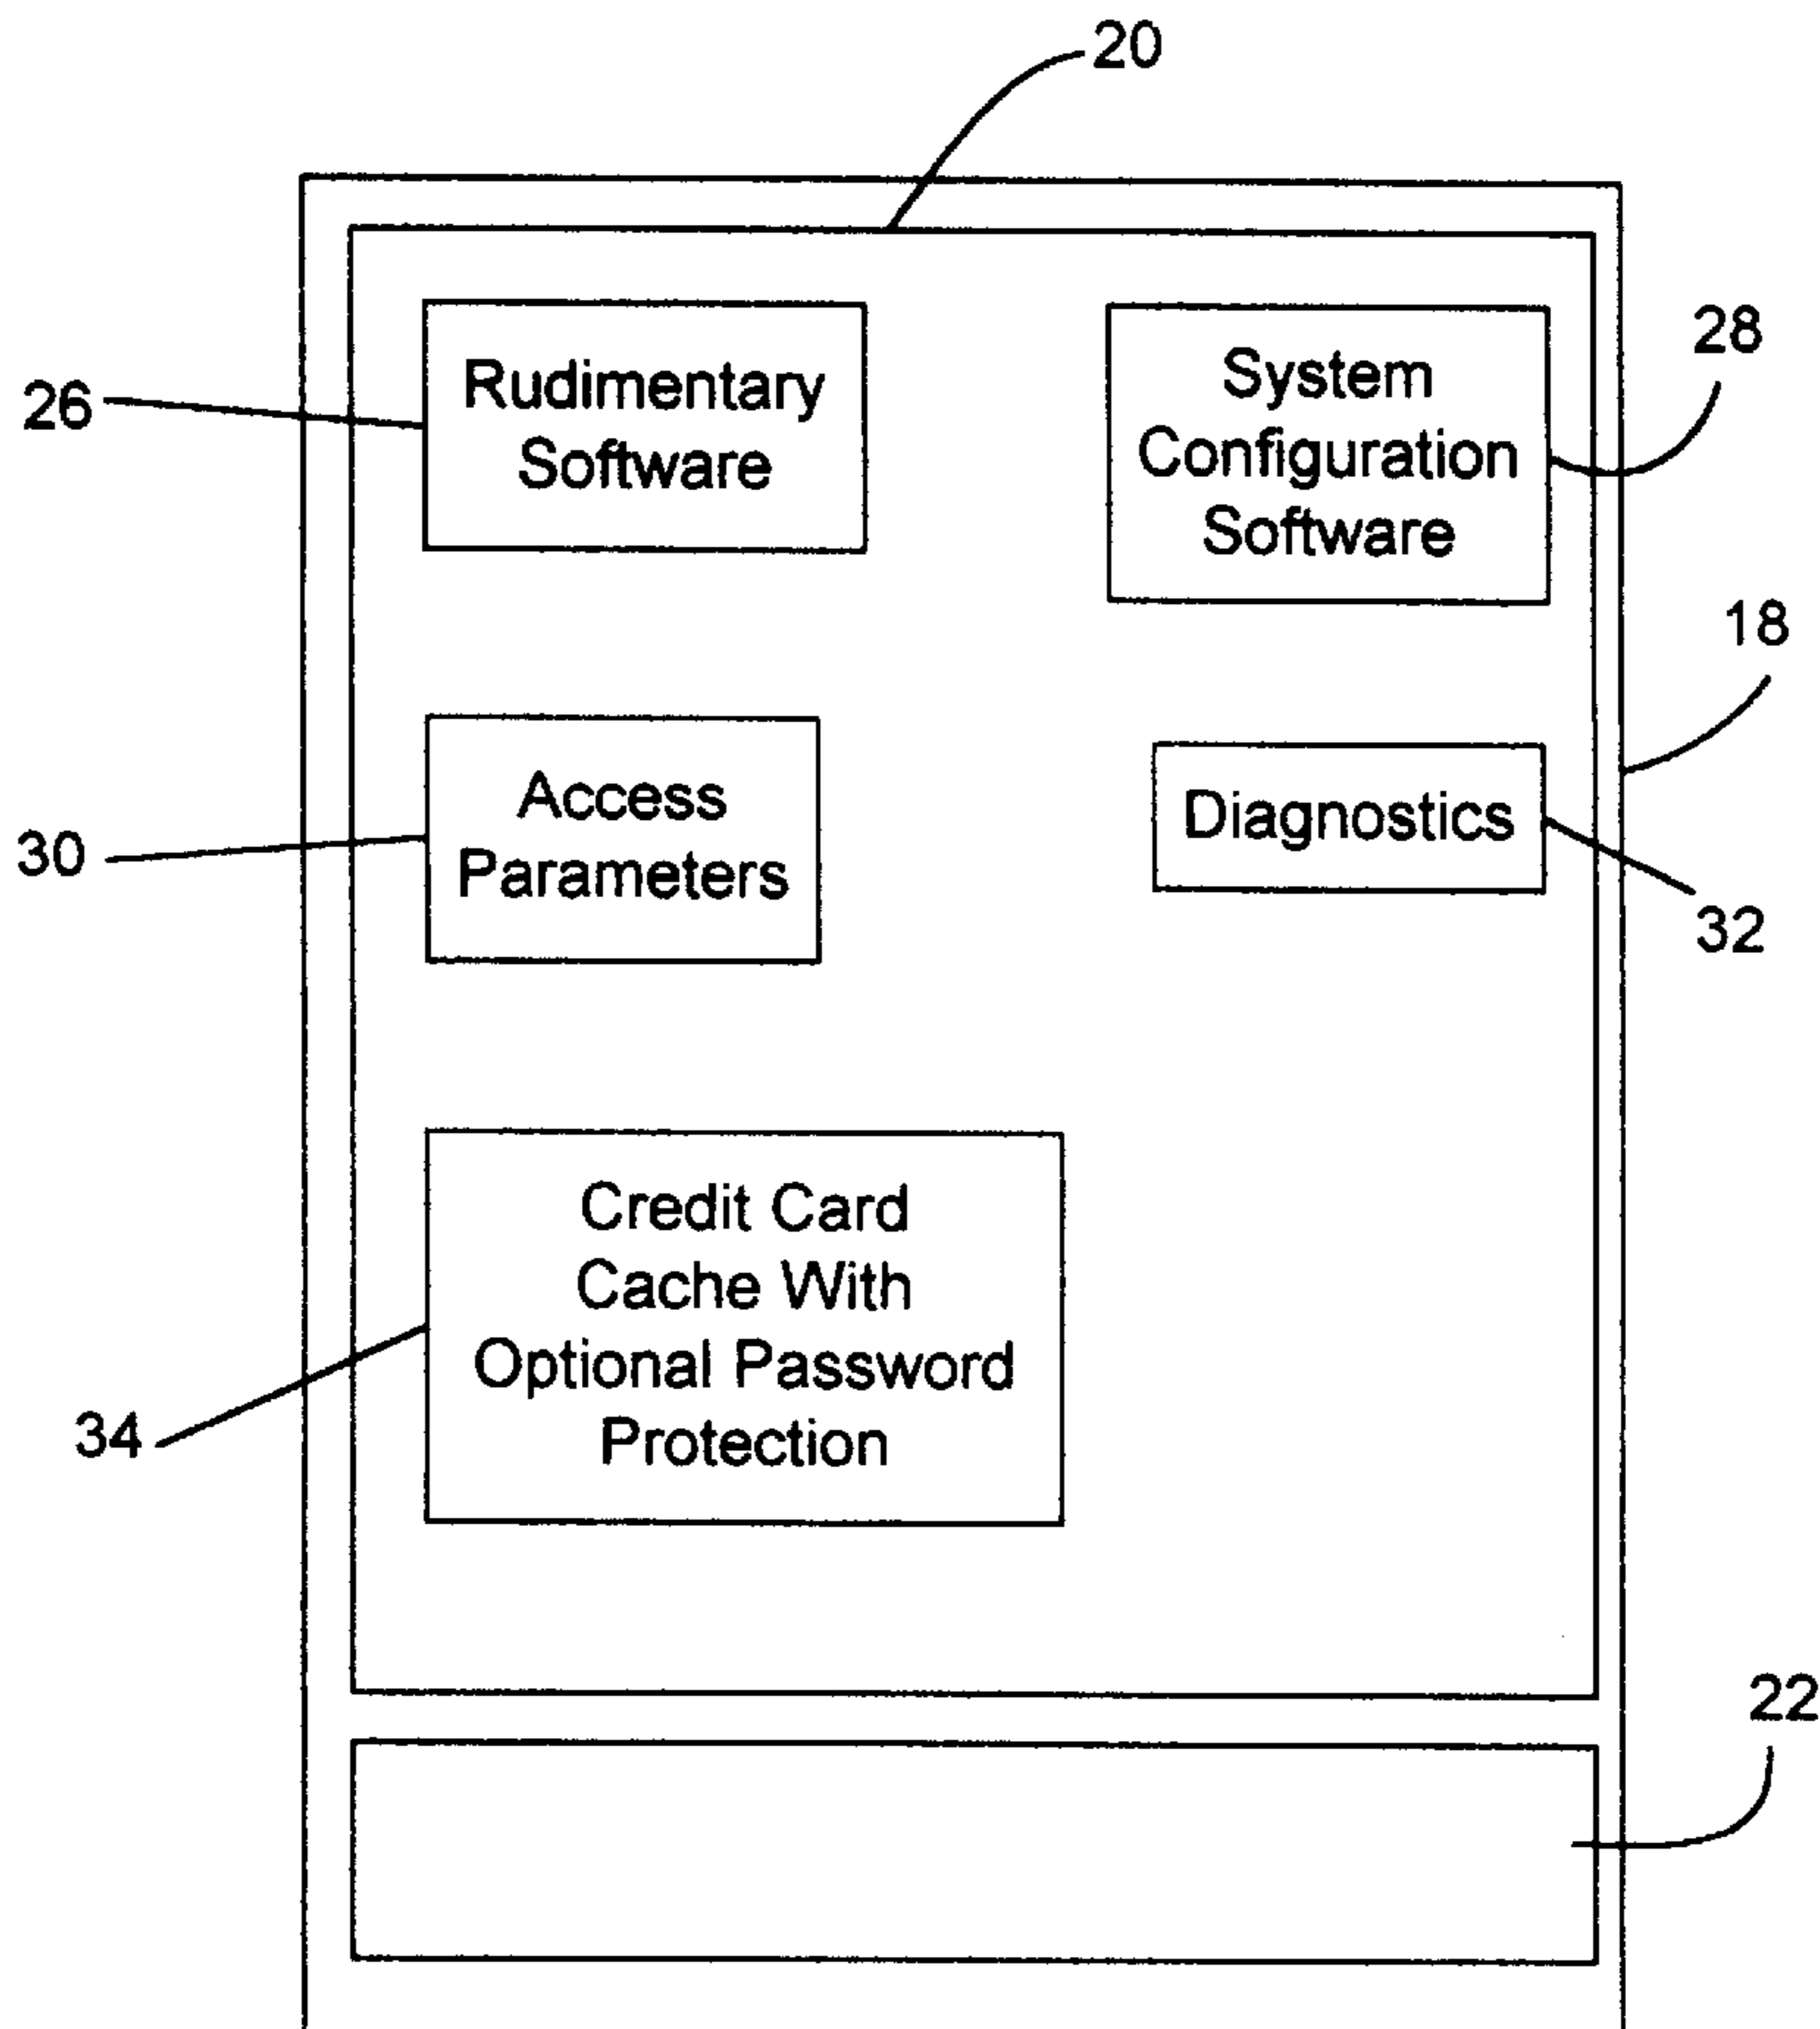 20
26
Rudimentary
Software
System
Configuration
Software
28
18
30
Access
Parameters
Diagnostics
32
34
Credit Card
Cache With
Optional Password
Protection
22